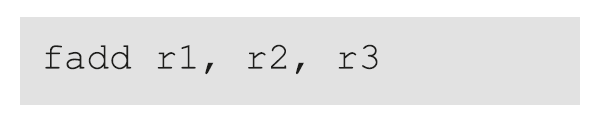 fadd r1, r2, r3